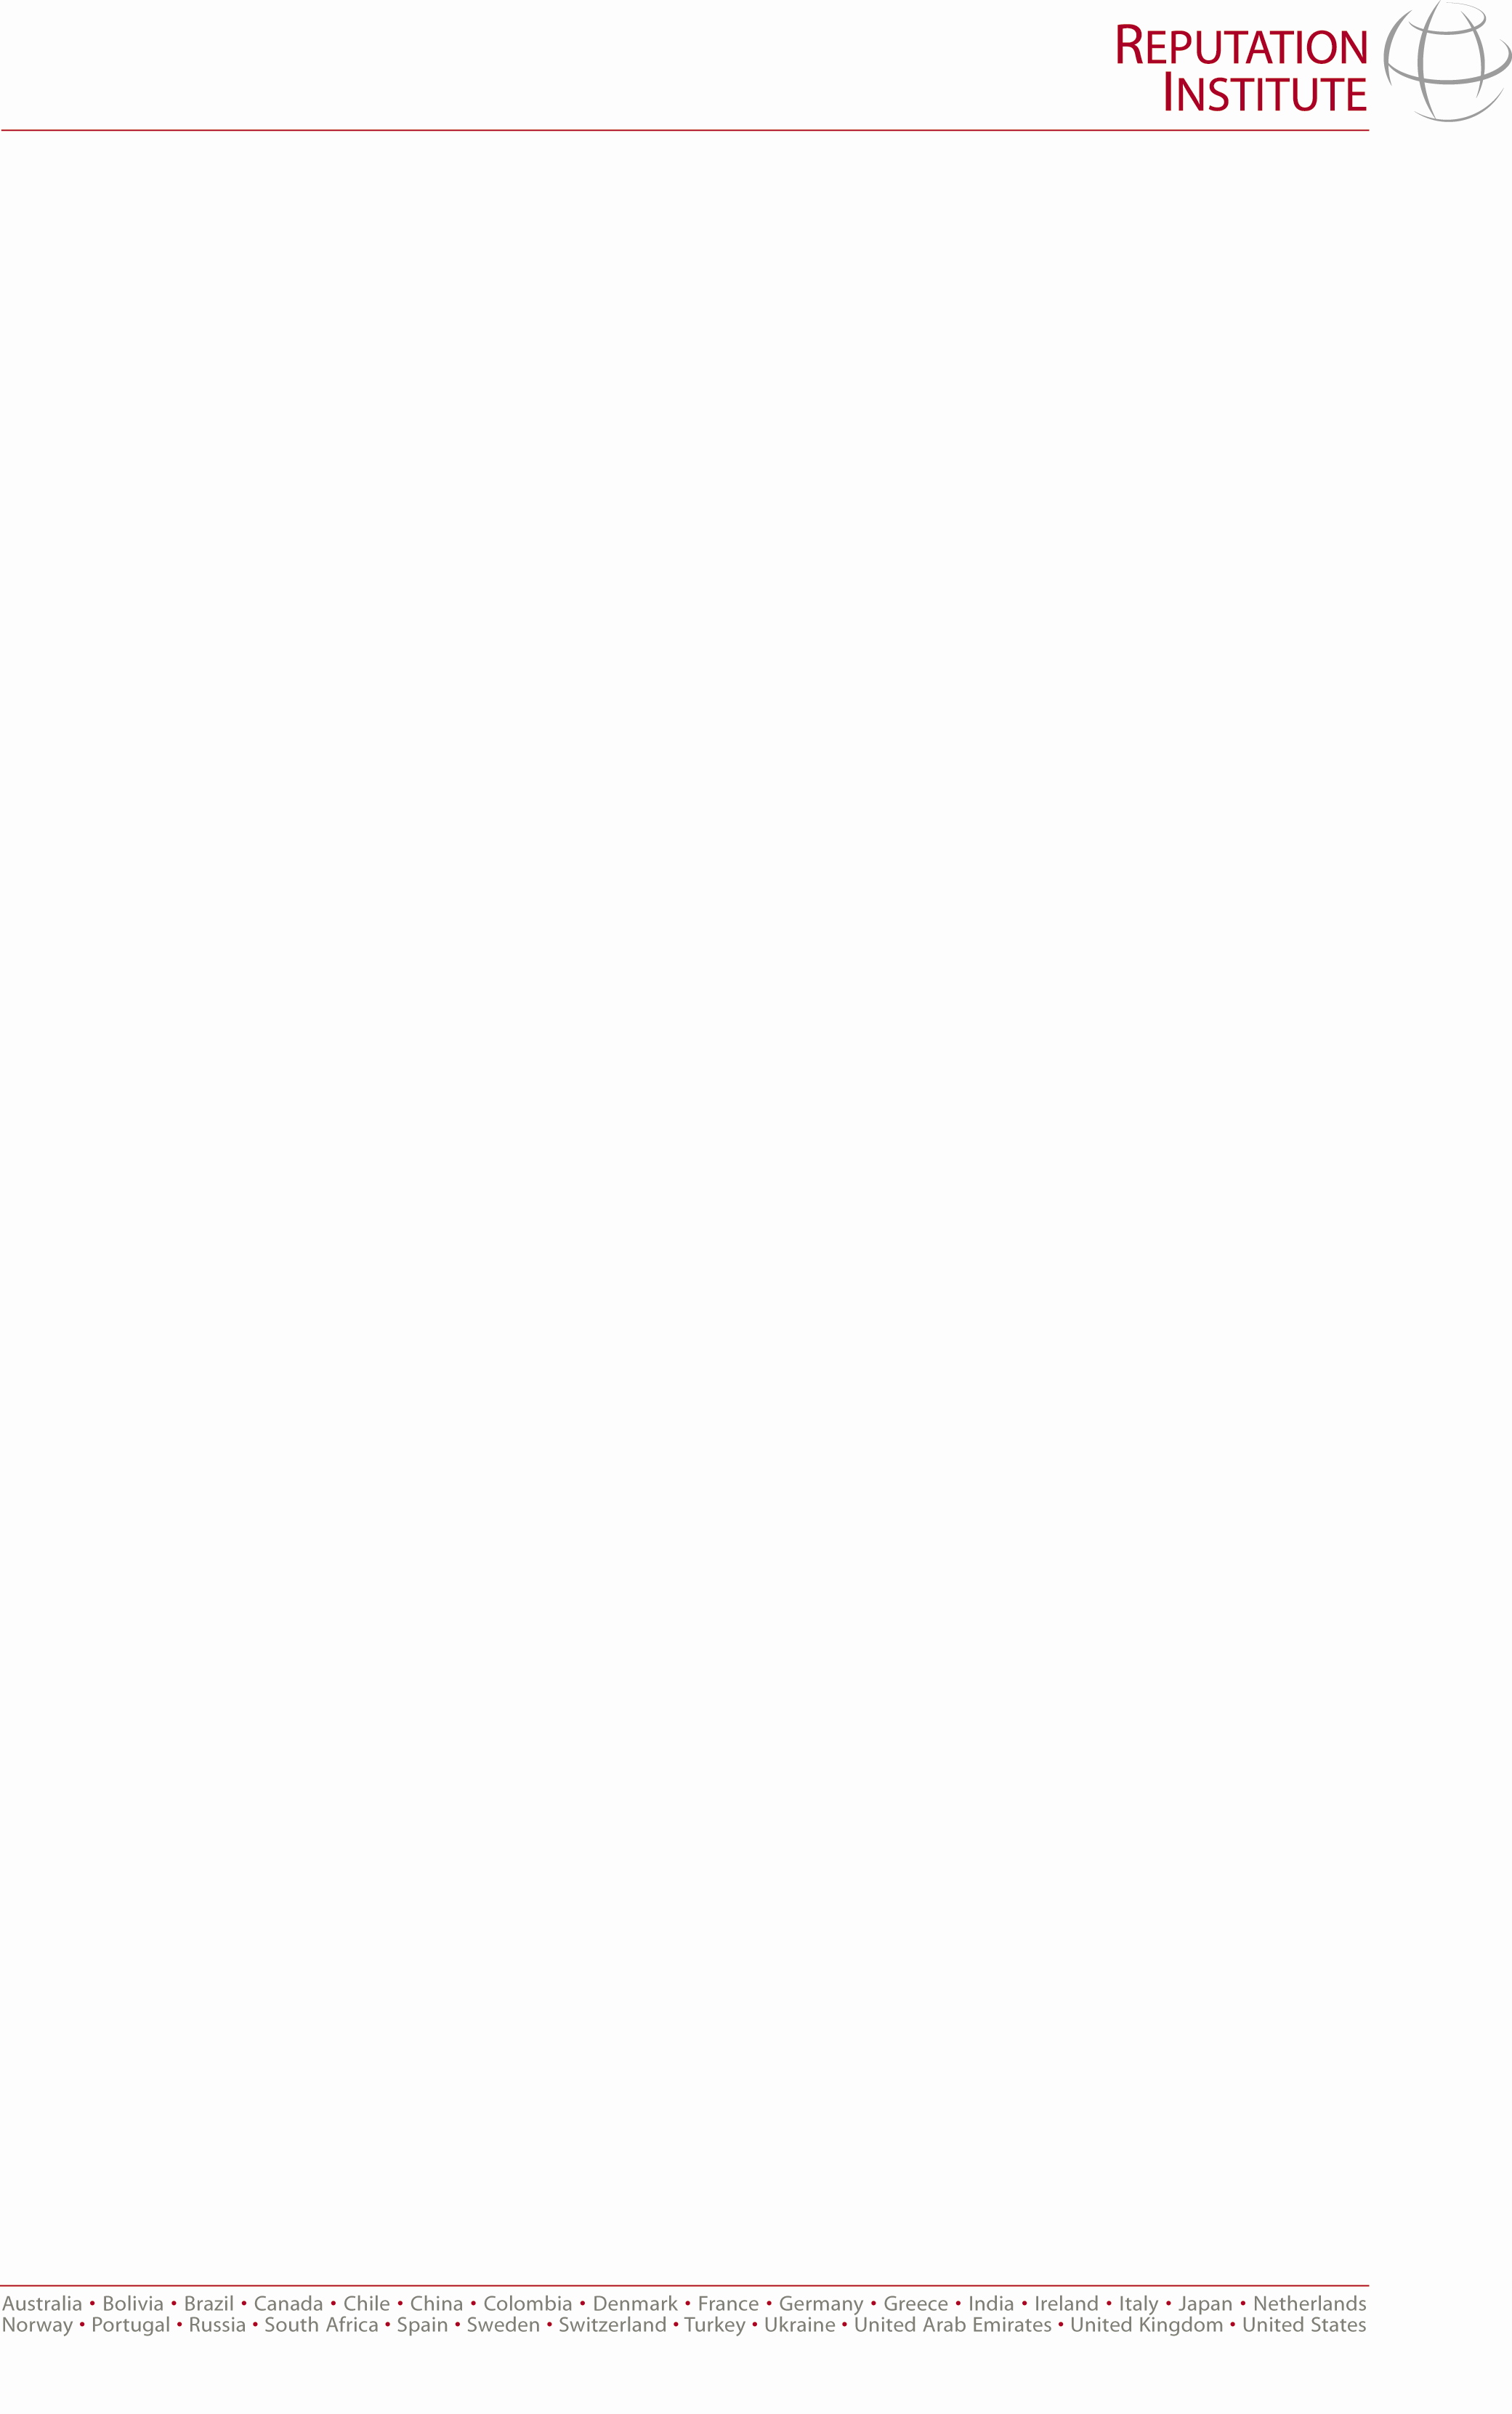 REPUTATION
INSTITUTE
Australia • Bolivia • Brazil • Canada • Chile • China • Colombia • Denmark • France • Germany • Greece • India • Ireland • Italy • Japan • Netherlands
Norway • Portugal • Russia • South Africa • Spain • Sweden • Switzerland • Turkey • Ukraine • United Arab Emirates • United Kingdom • United States